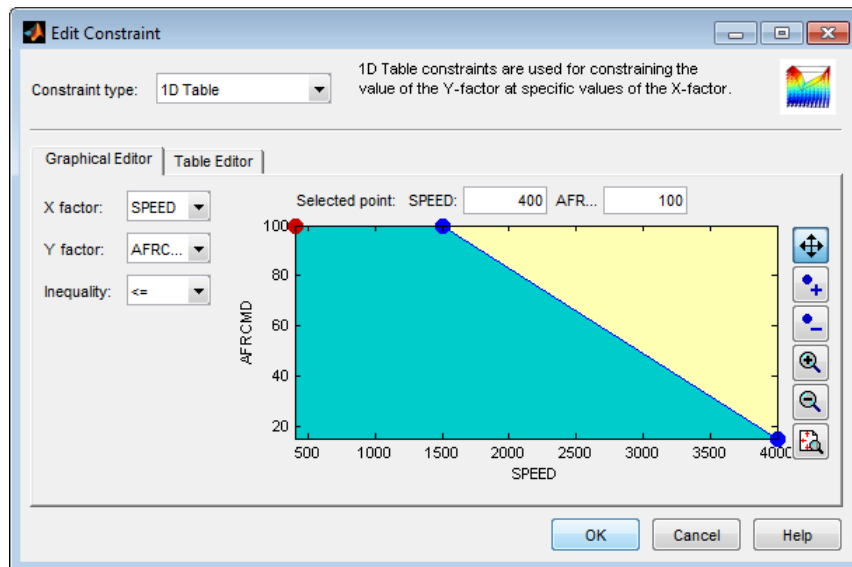 Edit Constraint
Constraint type:
1D Table
1D Table constraints are used for constraining the
value of the Y-factor at specific values of the X-factor.
Graphical Editor
Table Editor
X factor:
SPEED
Y factor:
AFRC...
Inequality:
<=
Selected point: SPEED: 400 AFR... 100
100
80
60
40
20
AFRCMD
500 1000 1500 2000 2500 3000 3500 4000
SPEED
OK
Cancel
Help